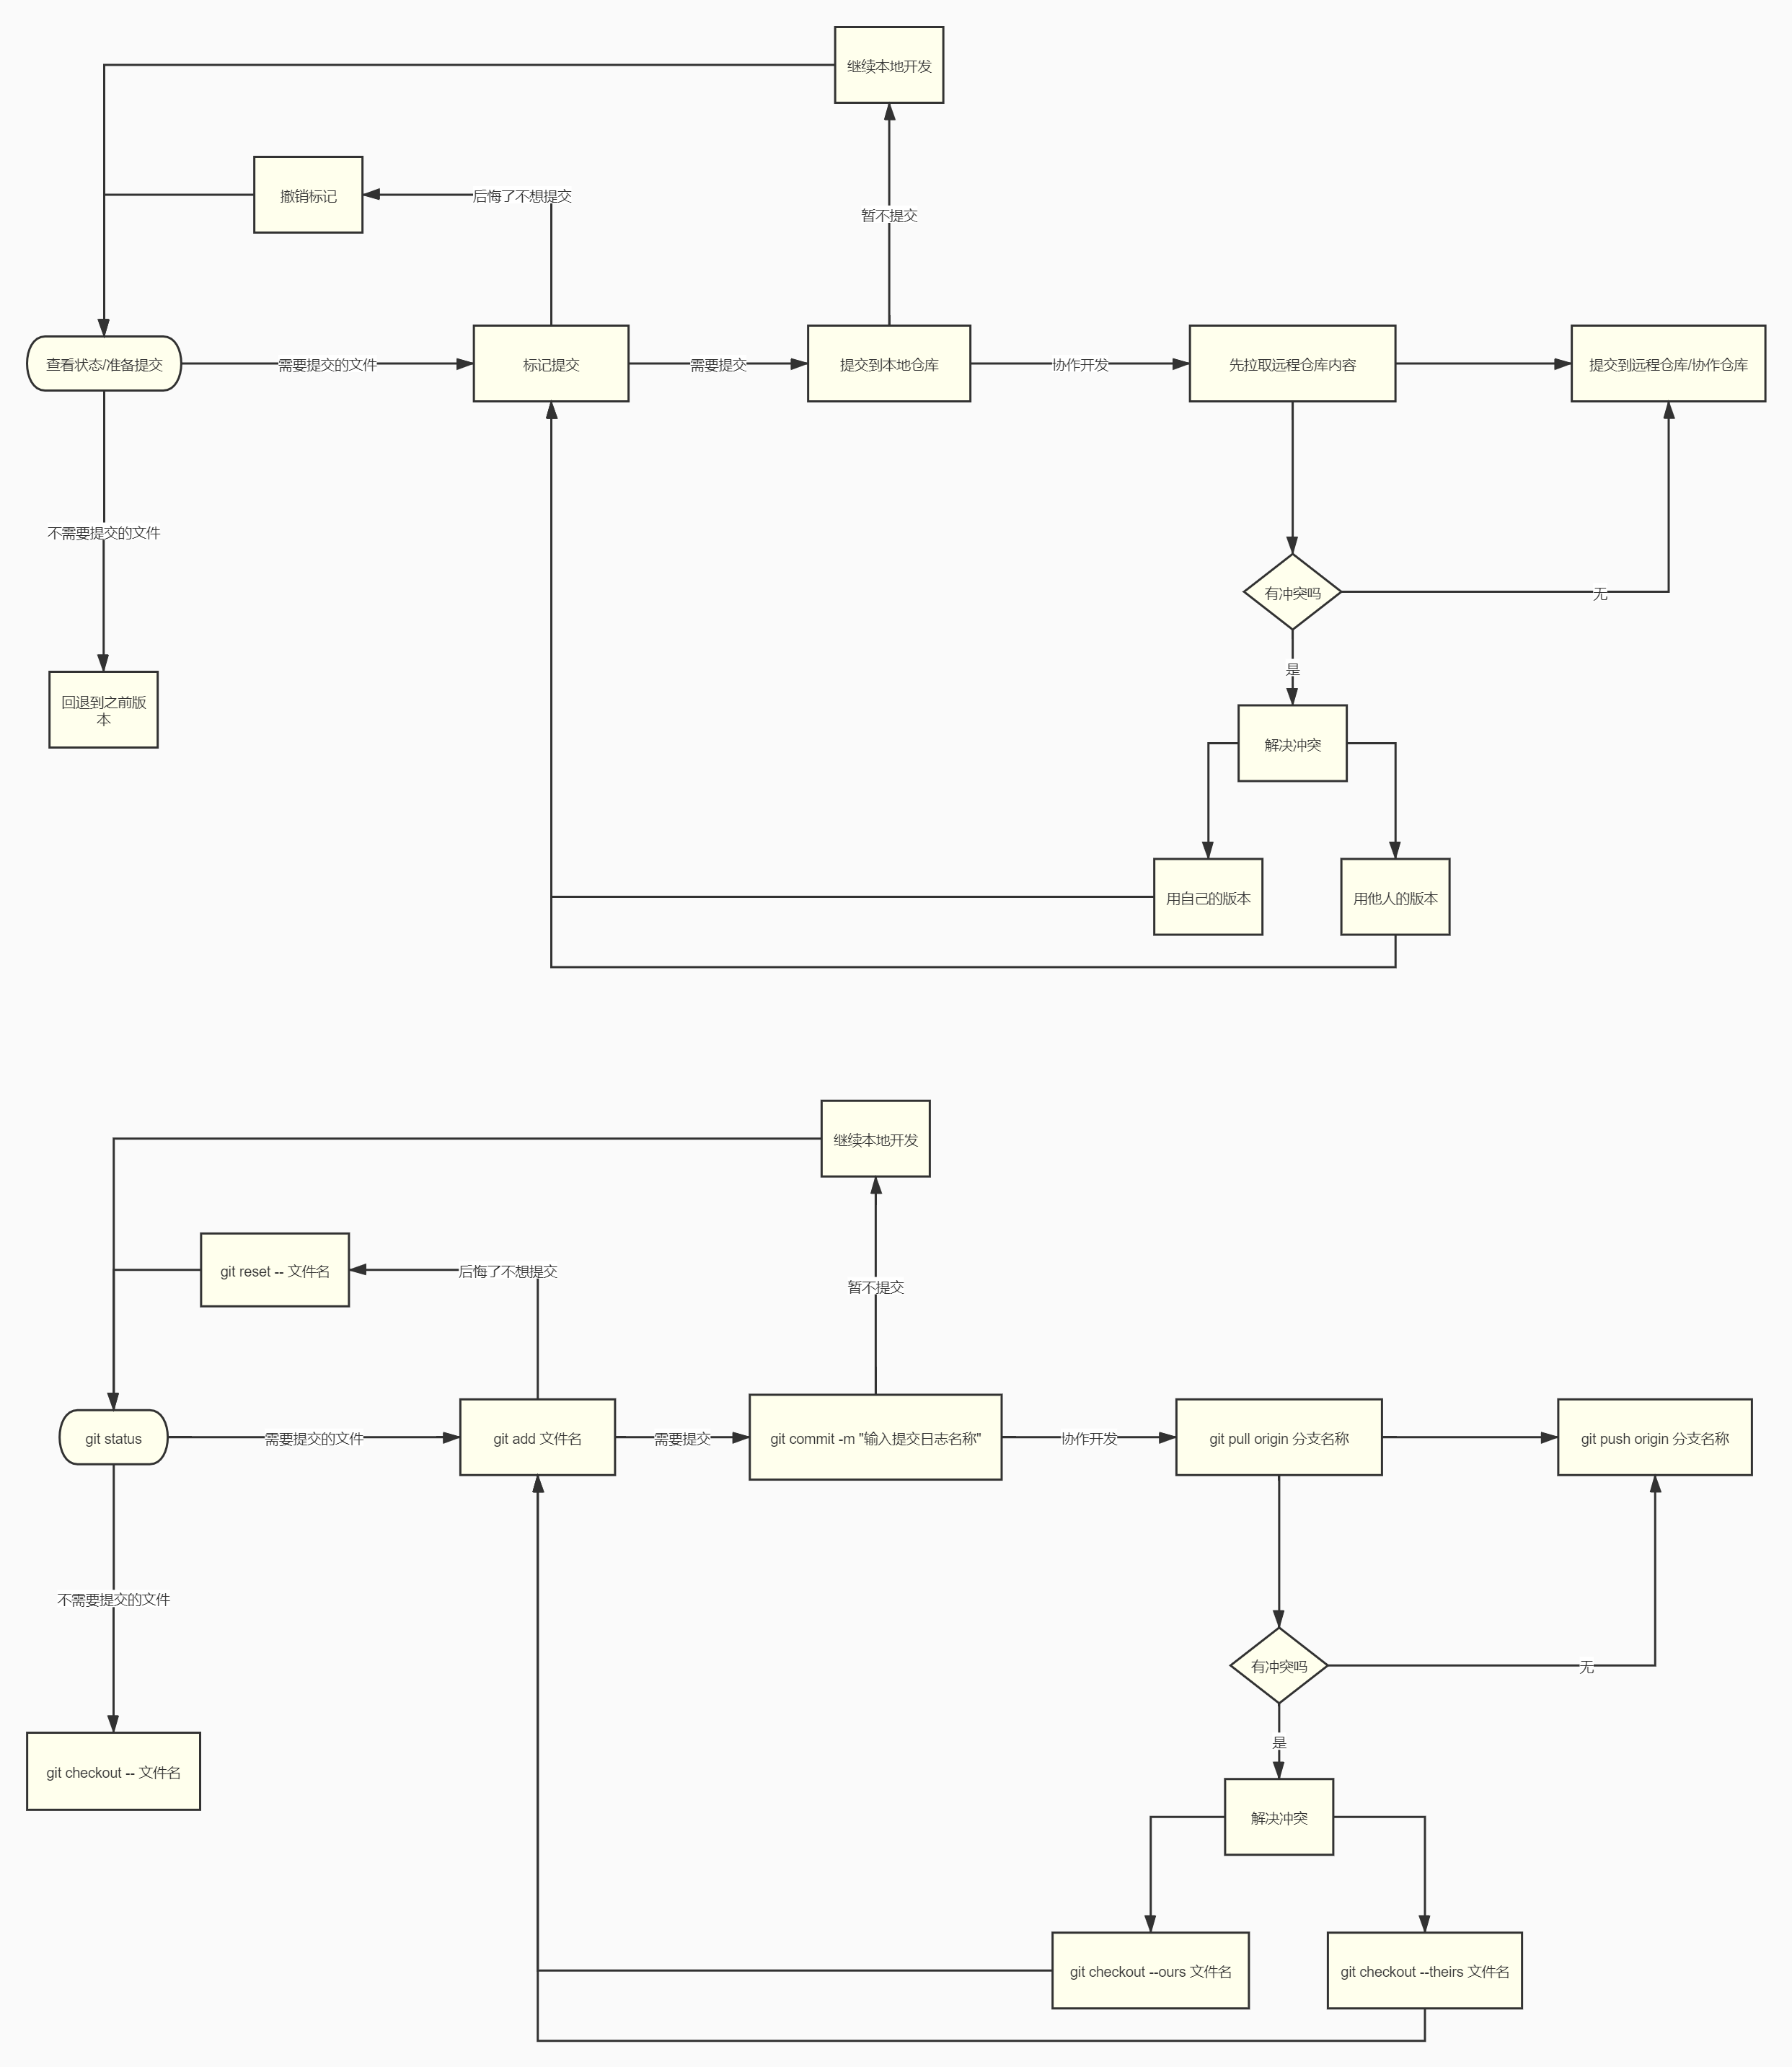 继续本地开发
撤销标记
后悔了不想提交
暂不提交
查看状态/准备提交
需要提交的文件
标记提交
需要提交
提交到本地仓库
协作开发
先拉取远程仓库内容
提交到远程仓库/协作仓库
不需要提交的文件
有冲突吗
无
是
回退到之前版
本
解决冲突
用自己的版本
用他人的版本
继续本地开发
git reset -- 文件名
后悔了不想提交
暂不提交
git status
需要提交的文件
git add 文件名
需要提交
git commit -m "输入提交日志名称"
协作开发
git pull origin 分支名称
git push origin 分支名称
不需要提交的文件
有冲突吗
无
是
git checkout -- 文件名
解决冲突
git checkout --ours 文件名
git checkout --theirs 文件名